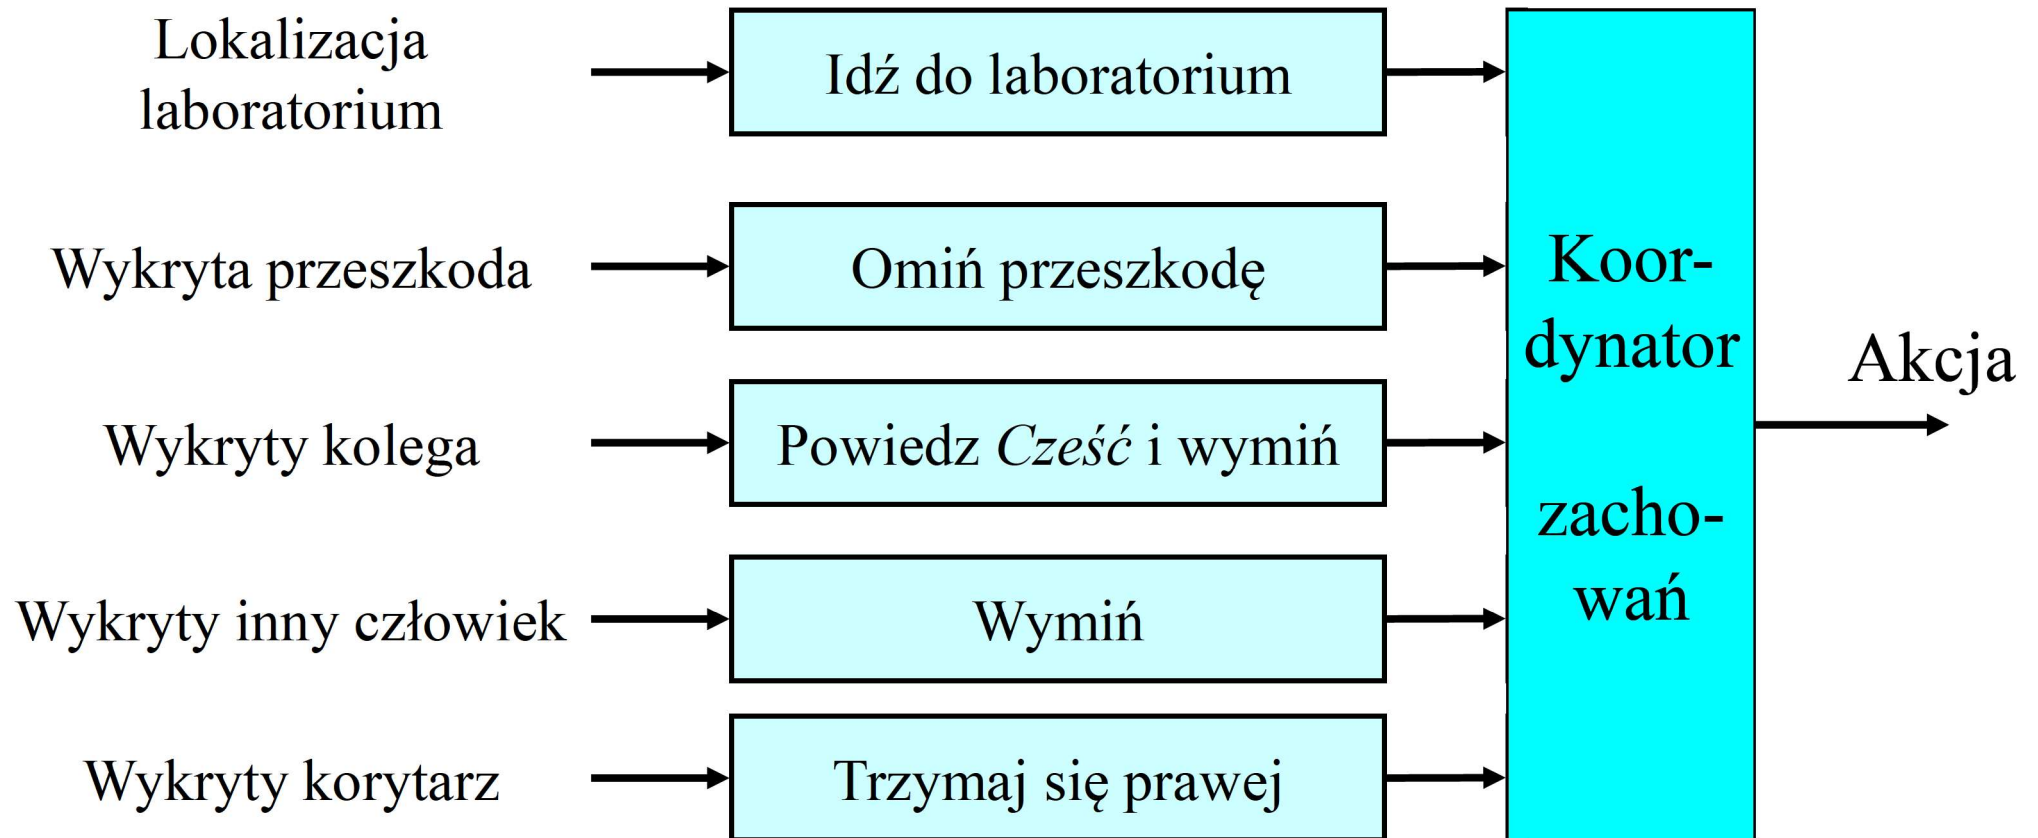 Lokalizacja
laboratorium
Idź do laboratorium
Wykryta przeszkoda
Omiń przeszkodę
Wykryty kolega
Powiedz Cześć i wymiń
Wykryty inny człowiek
Wymiń
Wykryty korytarz
Trzymaj się prawej
Koor-
dynator
zacho-
wań
Akcja